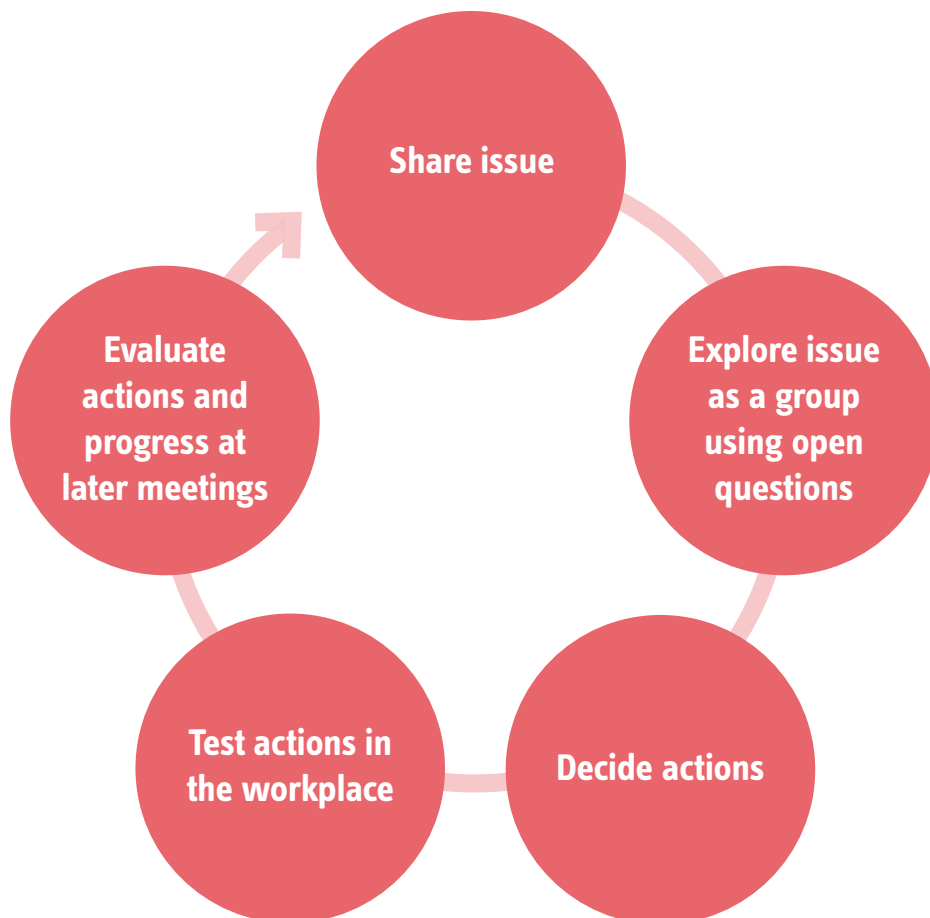 Share issue
Explore issue
as a group
using open
questions
Decide actions
Test actions in
the workplace
Evaluate
actions and
progress at
later meetings